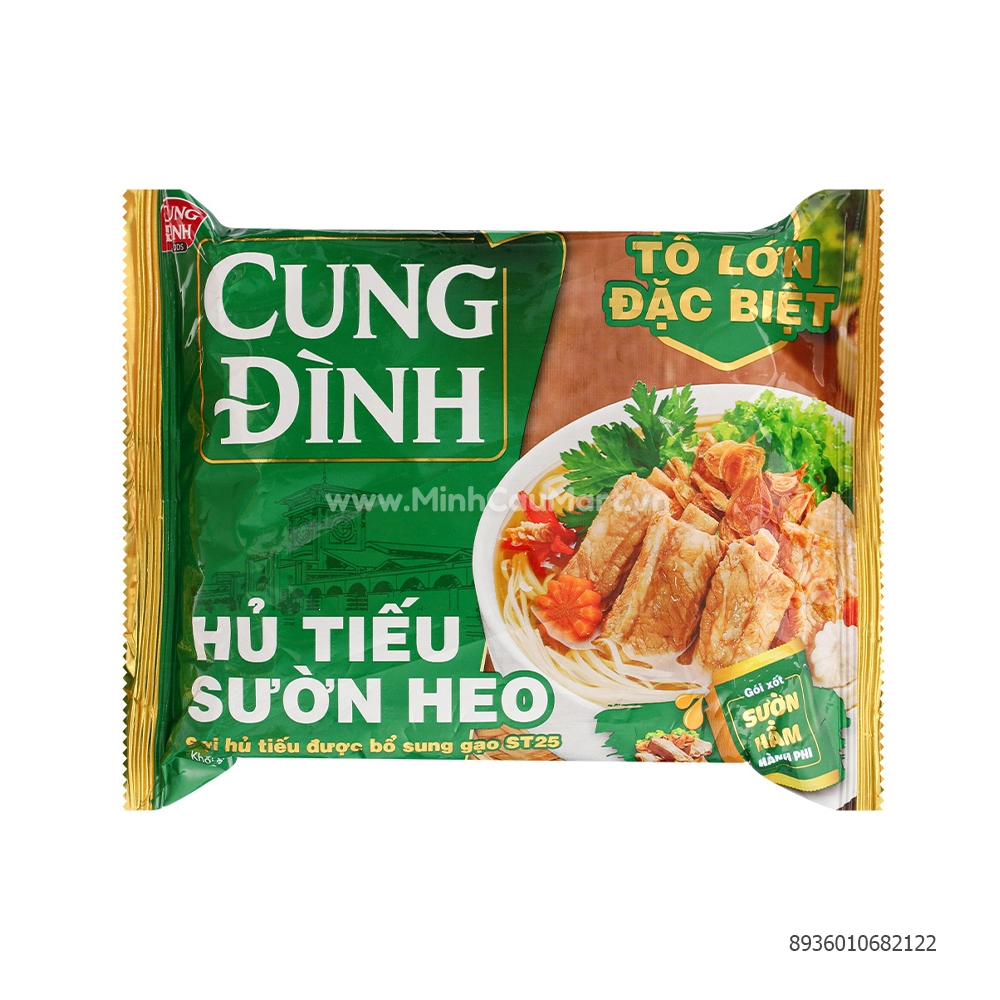 CUNG
ĐÌNH
CUNG
ĐÌNH
TÔ LỚN
ĐẶC BIỆT
www.MinhCauMart.vn
HỦ TIẾU
SƯỜN HEO
Sợi hủ tiếu được bổ sung gạo ST25
Gói xốt
SƯỜN
HẦM
HÀNH PHI
8936010682122